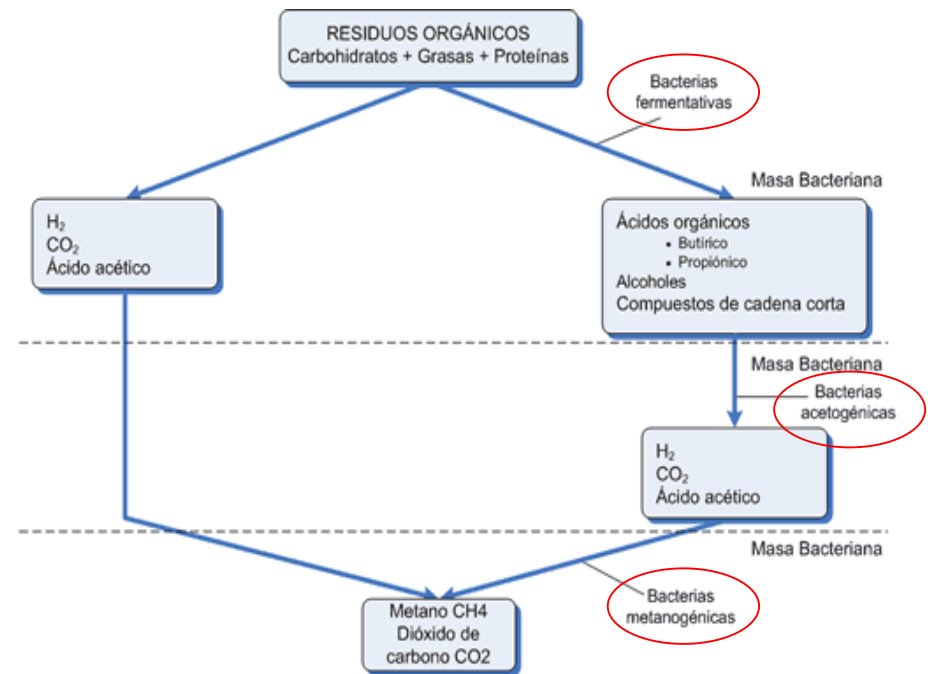 RESIDUOS ORGÁNICOS
Carbohidratos + Grasas + Proteínas
Bacterias
fermentativas
Masa Bacteriana
H₂
CO₂
Ácido acético
Ácidos orgánicos
• Butírico
• Propiónico
Alcoholes
Compuestos de cadena corta
Masa Bacteriana
Bacterias
acetogénicas
H₂
CO₂
Ácido acético
Masa Bacteriana
Bacterias
metanogénicas
Metano CH4
Dióxido de
carbono CO2